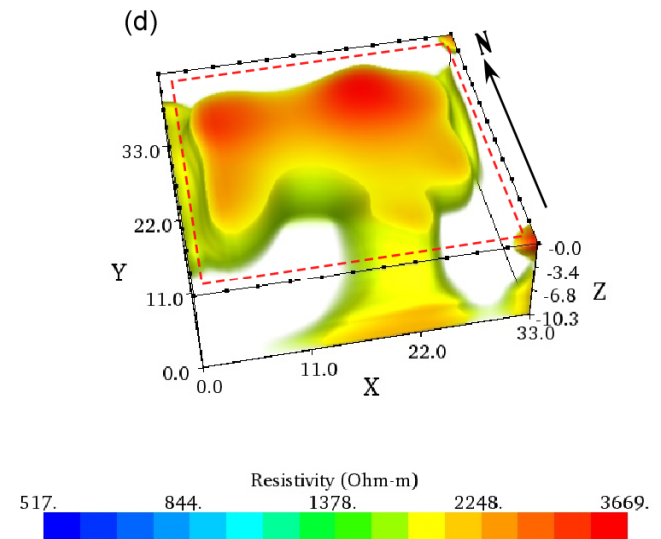 (d)
N
33.0
22.0
Y
11.0
0.0
0.0
11.0
X
22.0
33.0
-0.0
-3.4
-6.8
Z
-10.3
Resistivity (Ohm-m)
517. 844. 1378. 2248. 3669.